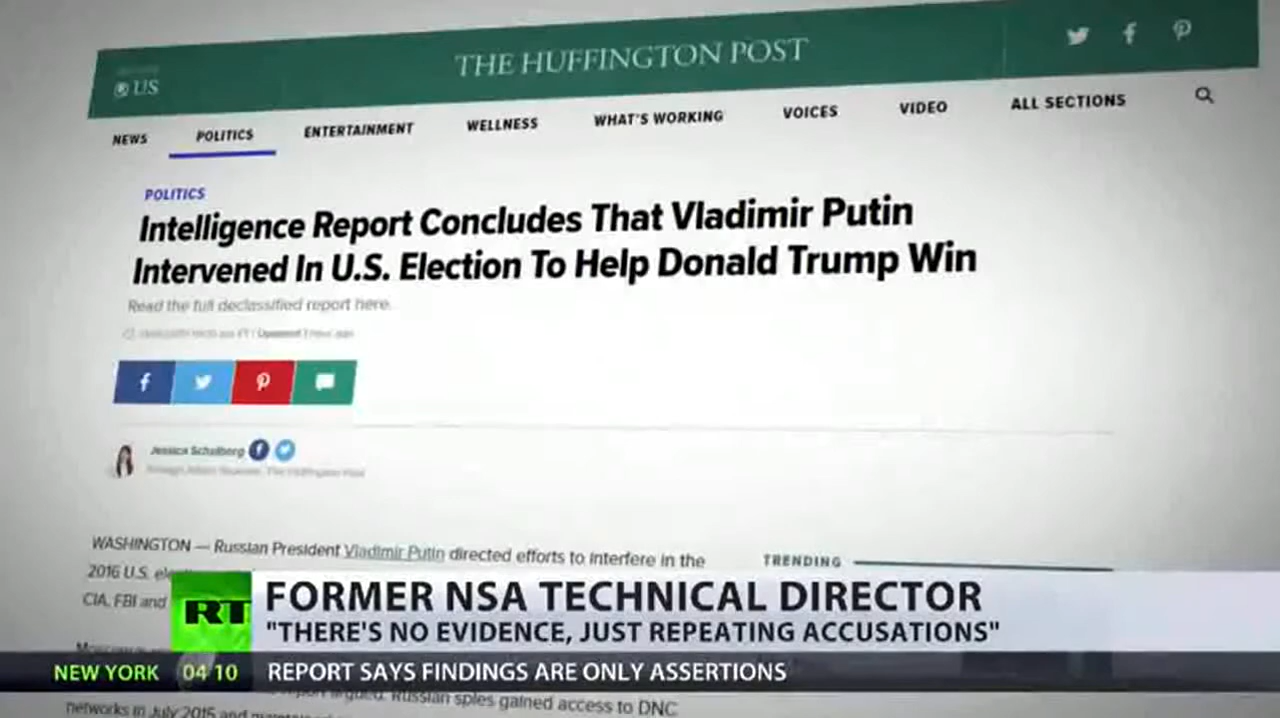 US
THE HUFFINGTON POST
NEWS POLITICS ENTERTAINMENT WELLNESS WHAT'S WORKING VOICES VIDEO ALL SECTIONS
POLITICS
Intelligence Report Concludes That Vladimir Putin
Intervened In U.S. Election To Help Donald Trump Win
Read the full declassified report here.
Jessica Schulberg
WASHINGTON — Russian President Vladimir Putin directed efforts to interfere in the
TRENDING
2016 U.S.
CIA, FBI and
RT
FORMER NSA TECHNICAL DIRECTOR
"THERE'S NO EVIDENCE, JUST REPEATING ACCUSATIONS"
NEW YORK 04 10 REPORT SAYS FINDINGS ARE ONLY ASSERTIONS
report argued. Russian spies gained access to DNC
networks in July 2015 and